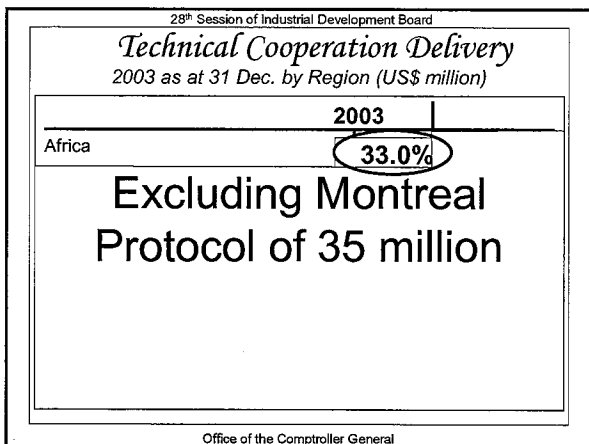 28th Session of Industrial Development Board
Technical Cooperation Delivery
2003 as at 31 Dec. by Region (US$ million)
2003
Africa 33.0%
Excluding Montreal
Protocol of 35 million
Office of the Comptroller General